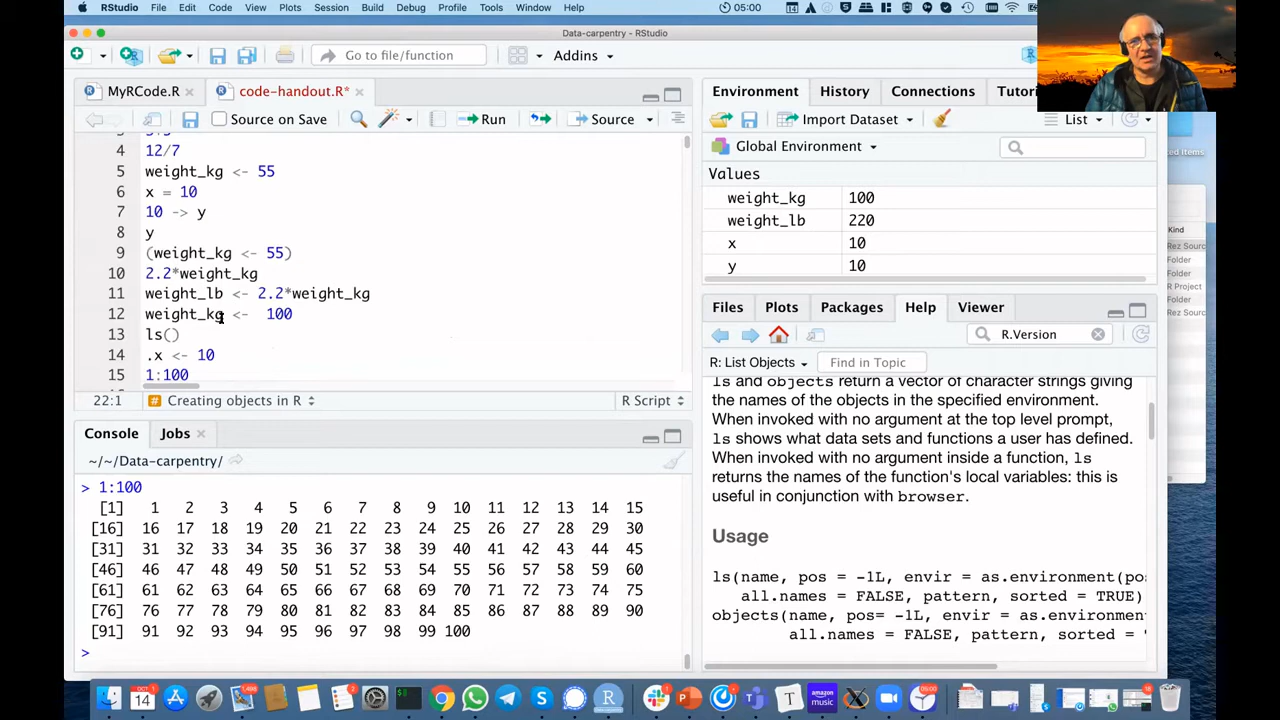 RStudio File Edit Code View Plots Session Build Debug Profile Tools Window Help 05:00
Data-carpentry - RStudio
Go to file/function Addins
MyRCode.R code-handout.R*
Source on Save Run Source
4 12/7
5 weight_kg <- 55
6 x = 10
7 10 -> y
8 y
9 (weight_kg <- 55)
10 2.2*weight_kg
11 weight_lb <- 2.2*weight_kg
12 weight_kg <-  100
13 ls()
14 .x <- 10
15 1:100
22:1 # Creating objects in R R Script
Console Jobs
~/~/Data-carpentry/
> 1:100
[1] 1 2 3 4 5 6 7 8 9 10 11 12 13 14 15
[16] 16 17 18 19 20 21 22 23 24 25 26 27 28 29 30
[31] 31 32 33 34 35 36 37 38 39 40 41 42 43 44 45
[46] 46 47 48 49 50 51 52 53 54 55 56 57 58 59 60
[61] 61 62 63 64 65 66 67 68 69 70 71 72 73 74 75
[76] 76 77 78 79 80 81 82 83 84 85 86 87 88 89 90
[91] 91 92 93 94 95 96 97 98 99 100
>
Environment History Connections Tutori
Import Dataset List
Global Environment
Values
weight_kg 100
weight_lb 220
x 10
y 10
Files Plots Packages Help Viewer
R.Version
R: List Objects Find in Topic
ls and objects return a vector of character strings giving
the names of the objects in the specified environment.
When invoked with no argument at the top level prompt,
ls shows what data sets and functions a user has defined.
When invoked with no argument inside a function, ls
returns the names of the function's local variables: this is
useful in conjunction with browser.
Usage
ls(name, pos = -1L, envir = as.environment(pos
all.names = FALSE, pattern, sorted = TRUE)
objects(name, pos= -1L, envir = as.environment
all.names = FALSE, pattern, sorted =
Kind
Rez Sourc
Folder
Folder
R Project
Folder
Rez Sourc
amazon music